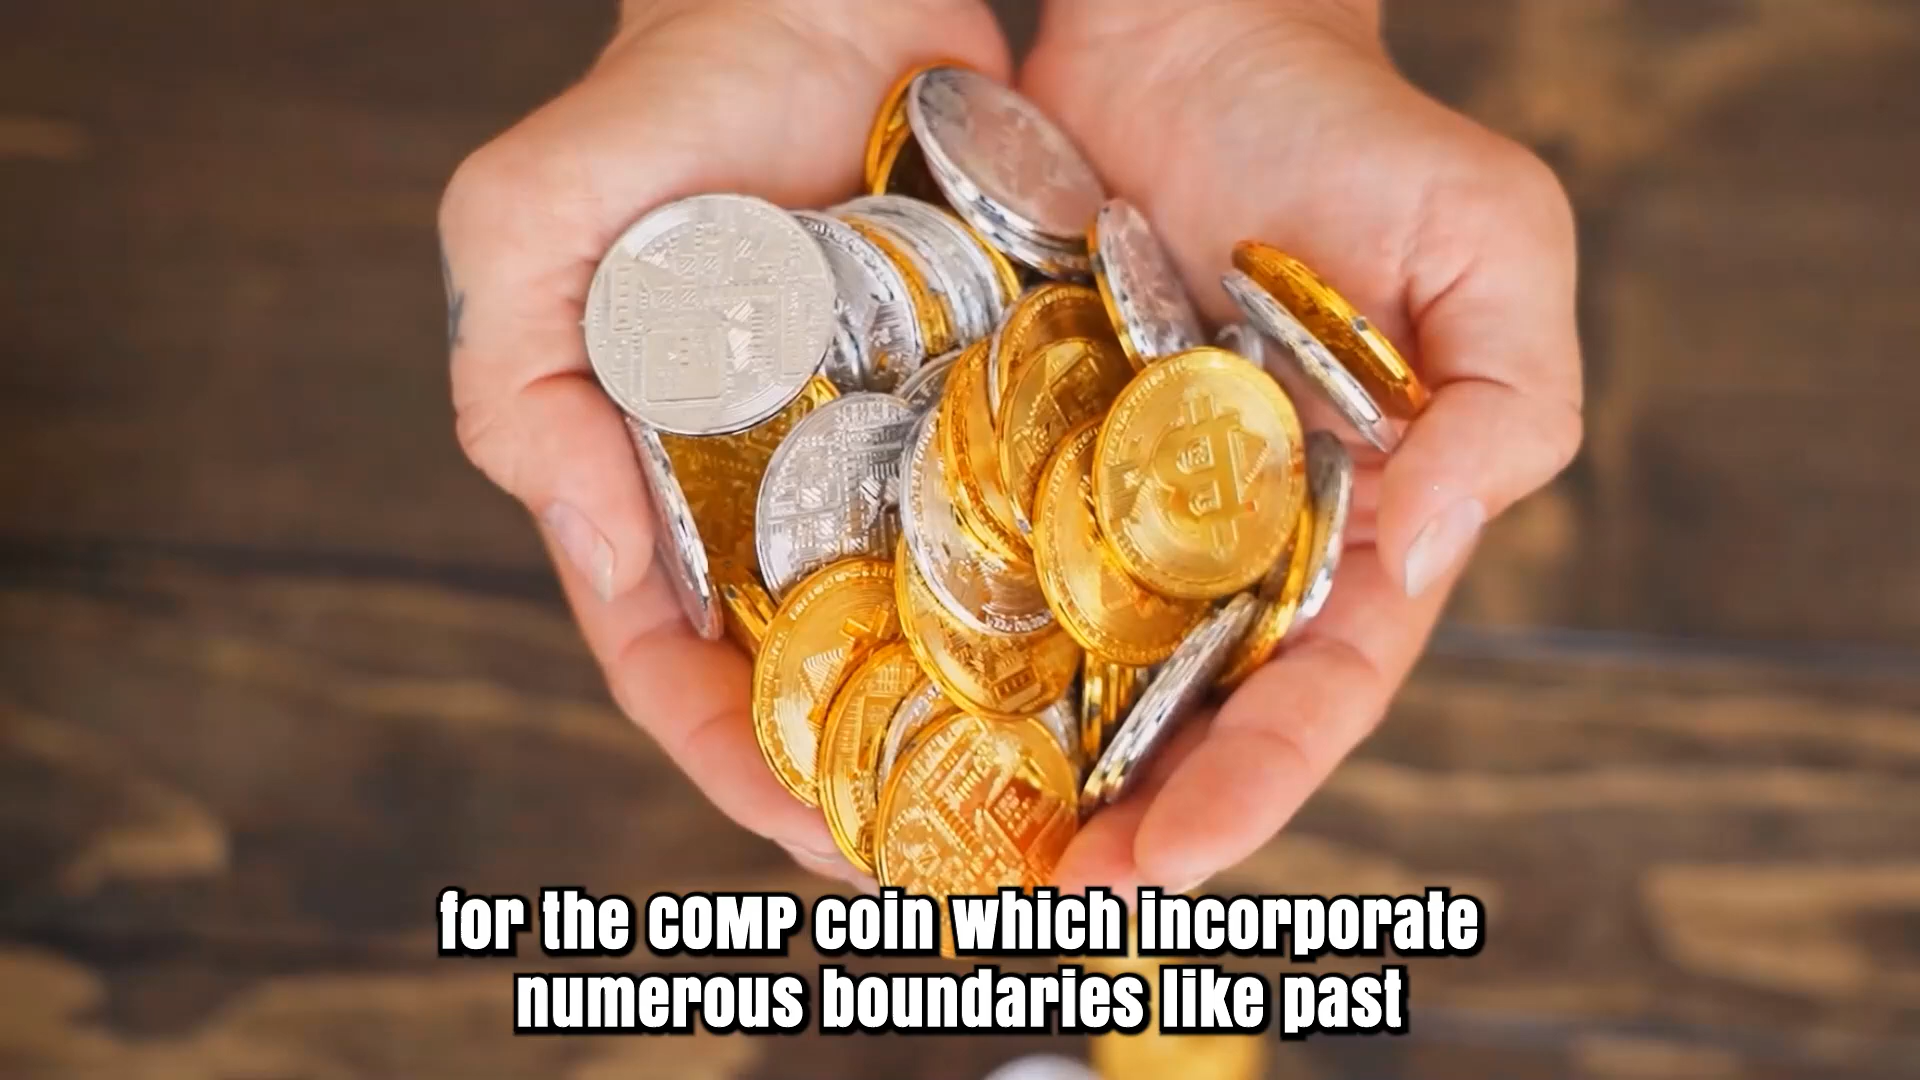 for the COMP coin which incorporate
numerous boundaries like past